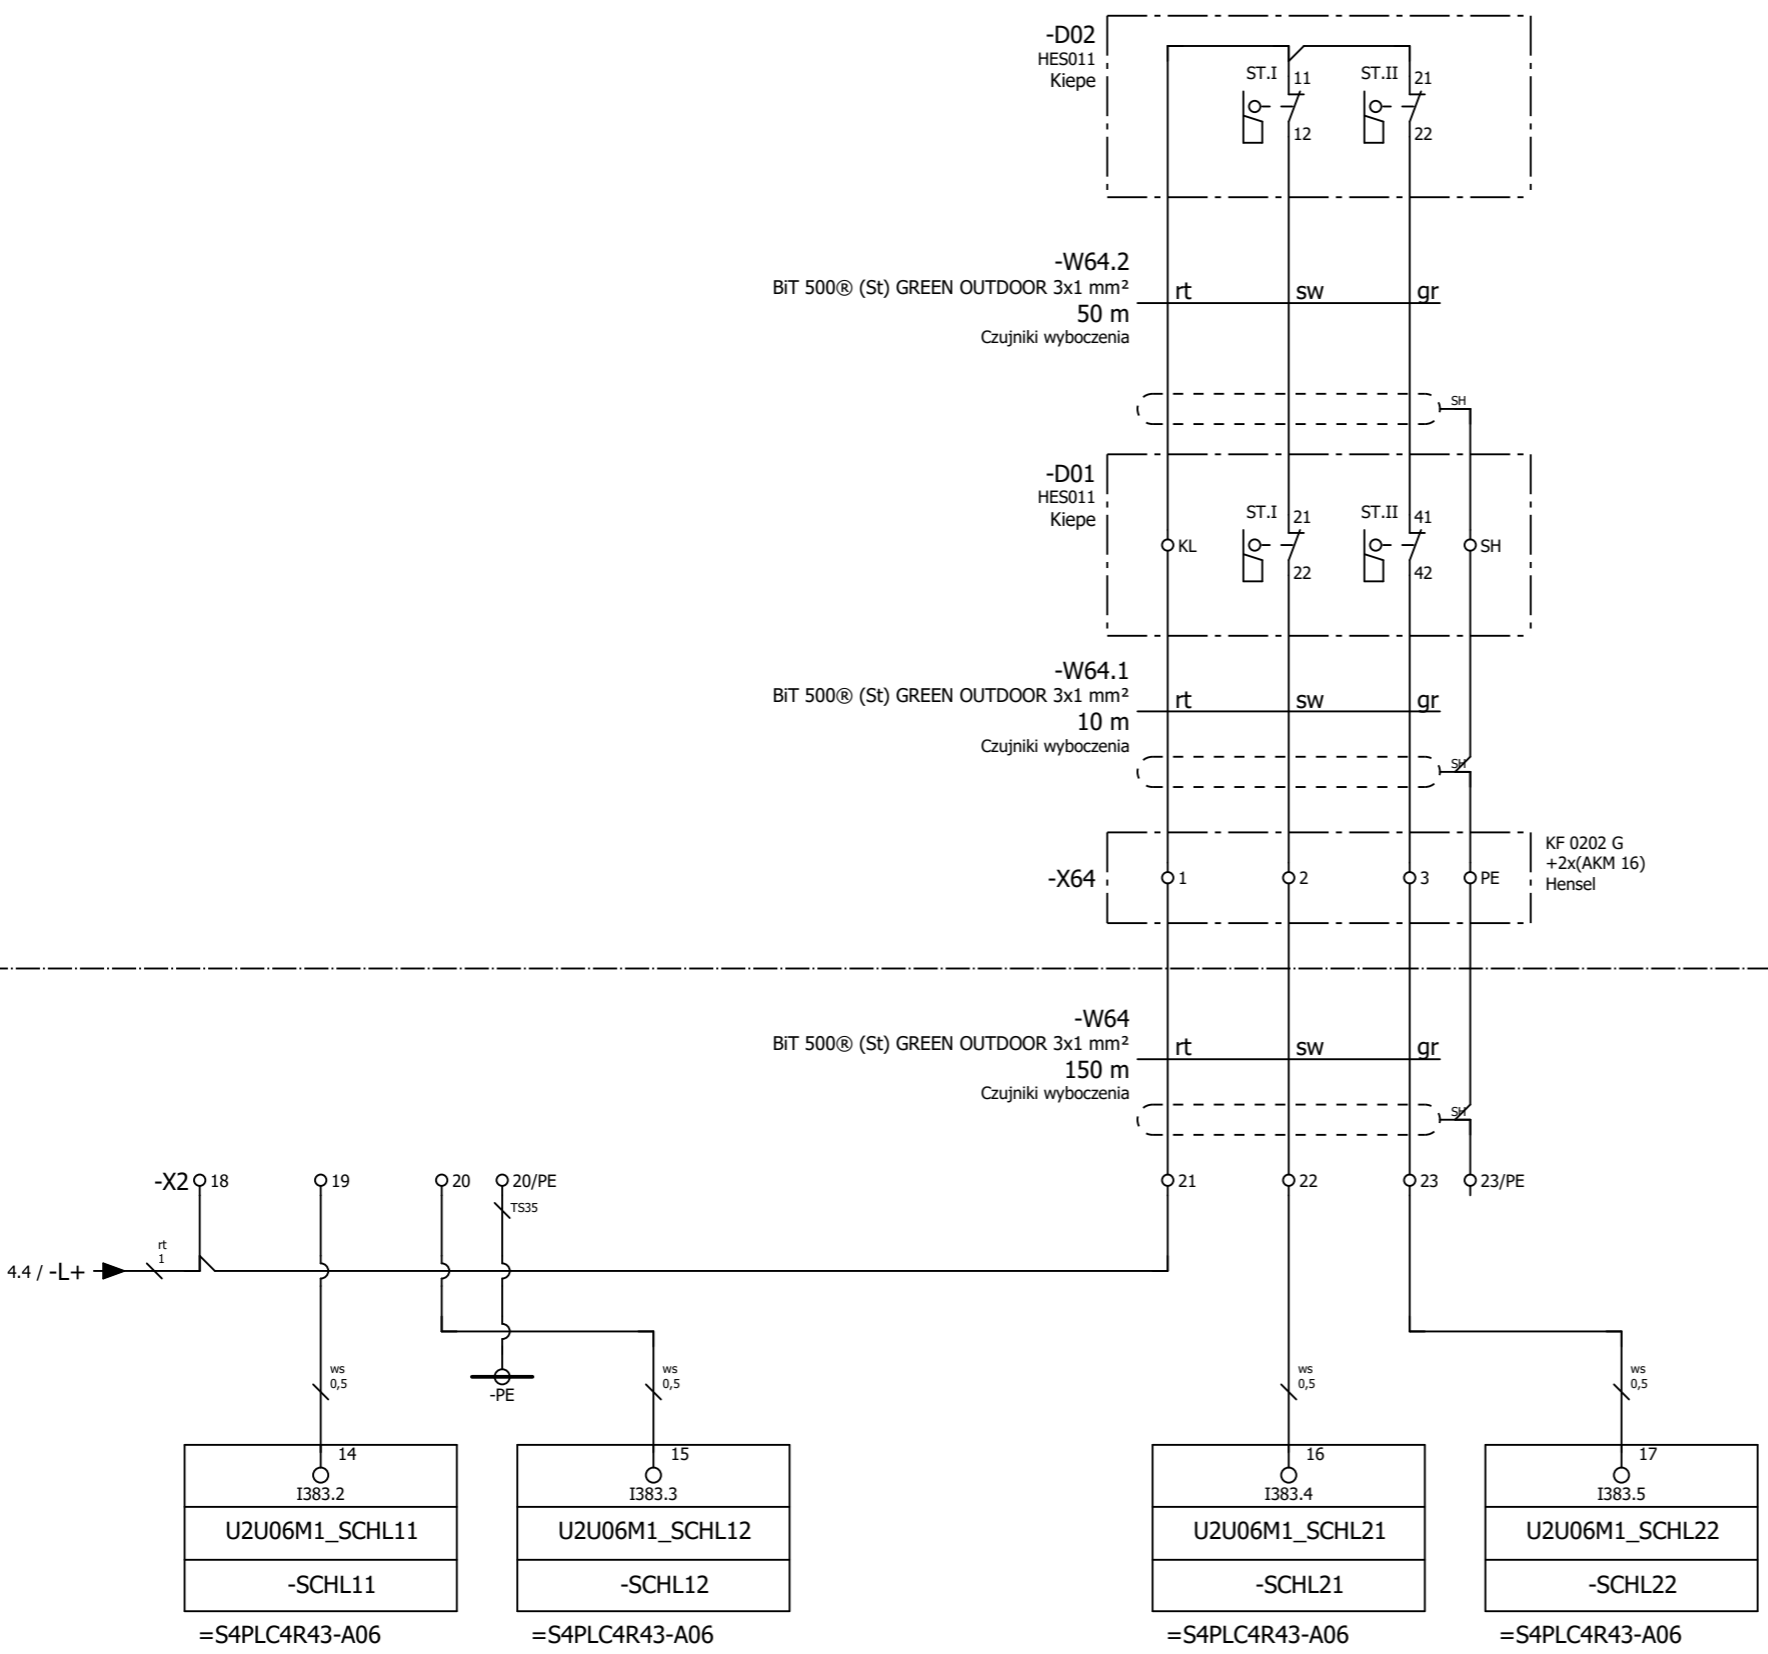 -D02
HES011
Kiepe
ST.I 11
12
ST.II 21
22
-W64.2
BiT 500® (St) GREEN OUTDOOR 3x1 mm²
50 m
Czujniki wyboczenia
rt sw gr
SH
-D01
HES011
Kiepe
KL
ST.I 21
22
ST.II 41
42
SH
-W64.1
BiT 500® (St) GREEN OUTDOOR 3x1 mm²
10 m
Czujniki wyboczenia
rt sw gr
SH
-X64 1 2 3 PE
KF 0202 G
+2x(AKM 16)
Hensel
-W64
BiT 500® (St) GREEN OUTDOOR 3x1 mm²
150 m
Czujniki wyboczenia
rt sw gr
SH
-X2 18 19 20 20/PE 21 22 23 23/PE
TS35
rt
1
4.4 / -L+
ws
0,5
-PE
ws
0,5
ws
0,5
ws
0,5
14
I383.2
U2U06M1_SCHL11
-SCHL11
=S4PLC4R43-A06
15
I383.3
U2U06M1_SCHL12
-SCHL12
=S4PLC4R43-A06
16
I383.4
U2U06M1_SCHL21
-SCHL21
=S4PLC4R43-A06
17
I383.5
U2U06M1_SCHL22
-SCHL22
=S4PLC4R43-A06